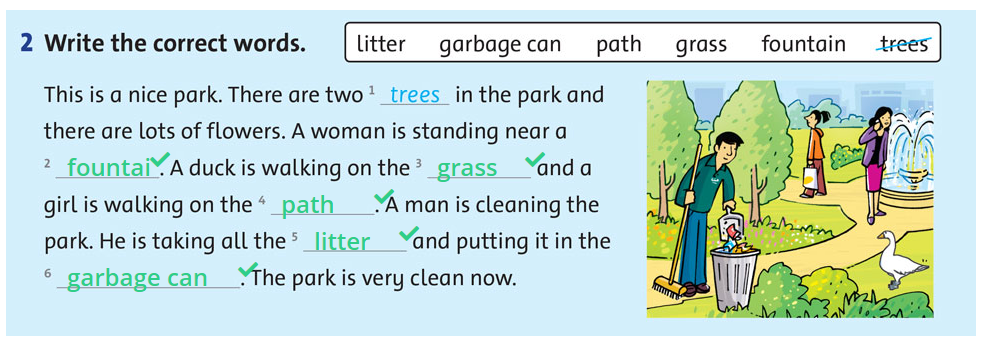 2 Write the correct words.
litter garbage can path grass fountain trees
This is a nice park. There are two 1 trees in the park and
there are lots of flowers. A woman is standing near a
2 fountai. A duck is walking on the 3 grass and a
girl is walking on the 4 path. A man is cleaning the
park. He is taking all the 5 litter and putting it in the
6 garbage can. The park is very clean now.